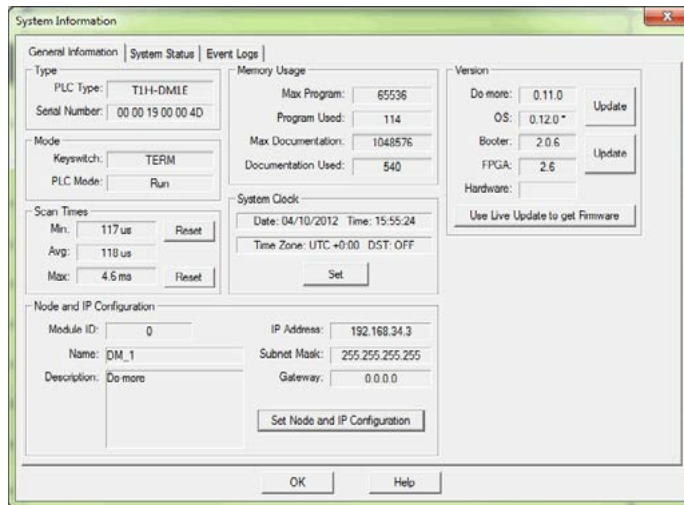 System Information
General Information System Status Event Logs
Type
PLC Type: T1H-DM1E
Serial Number: 00 00 19 00 00 4D
Mode
Keyswitch: TERM
PLC Mode: Run
Scan Times
Min: 117 us Reset
Avg: 118 us
Max: 4.6 ms Reset
Memory Usage
Max Program: 65536
Program Used: 114
Max Documentation: 1048576
Documentation Used: 540
System Clock
Date: 04/10/2012 Time: 15:55:24
Time Zone: UTC +0:00 DST: OFF
Set
Version
Do-more: 0.11.0 Update
OS: 0.12.0 *
Booter: 2.0.6 Update
FPGA: 2.6
Hardware:
Use Live Update to get Firmware
Node and IP Configuration
Module ID: 0
Name: DM_1
Description: Do-more
IP Address: 192.168.34.3
Subnet Mask: 255.255.255.255
Gateway: 0.0.0.0
Set Node and IP Configuration
OK Help